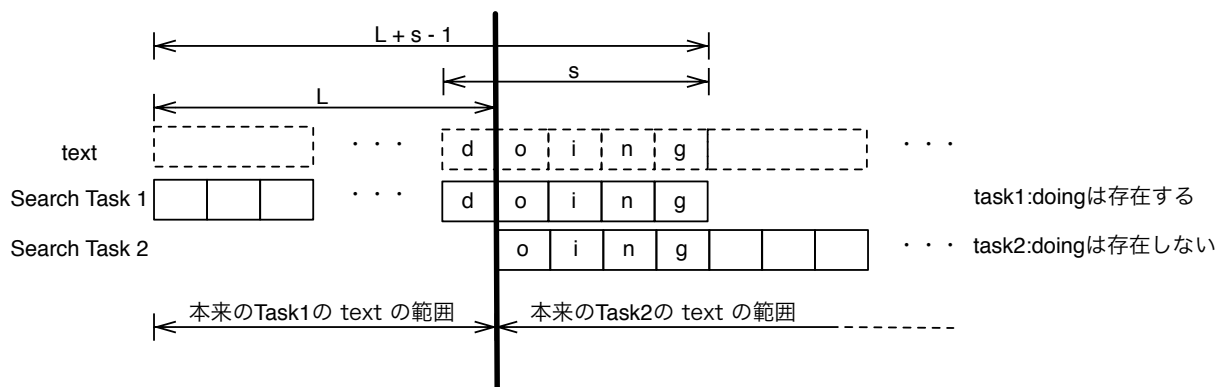 L + s - 1
s
L
text ・・・ d o i n g ・・・
Search Task 1 ・・・ d o i n g task1:doingは存在する
Search Task 2 o i n g ・・・ task2:doingは存在しない
本来のTask1の text の範囲 本来のTask2の text の範囲